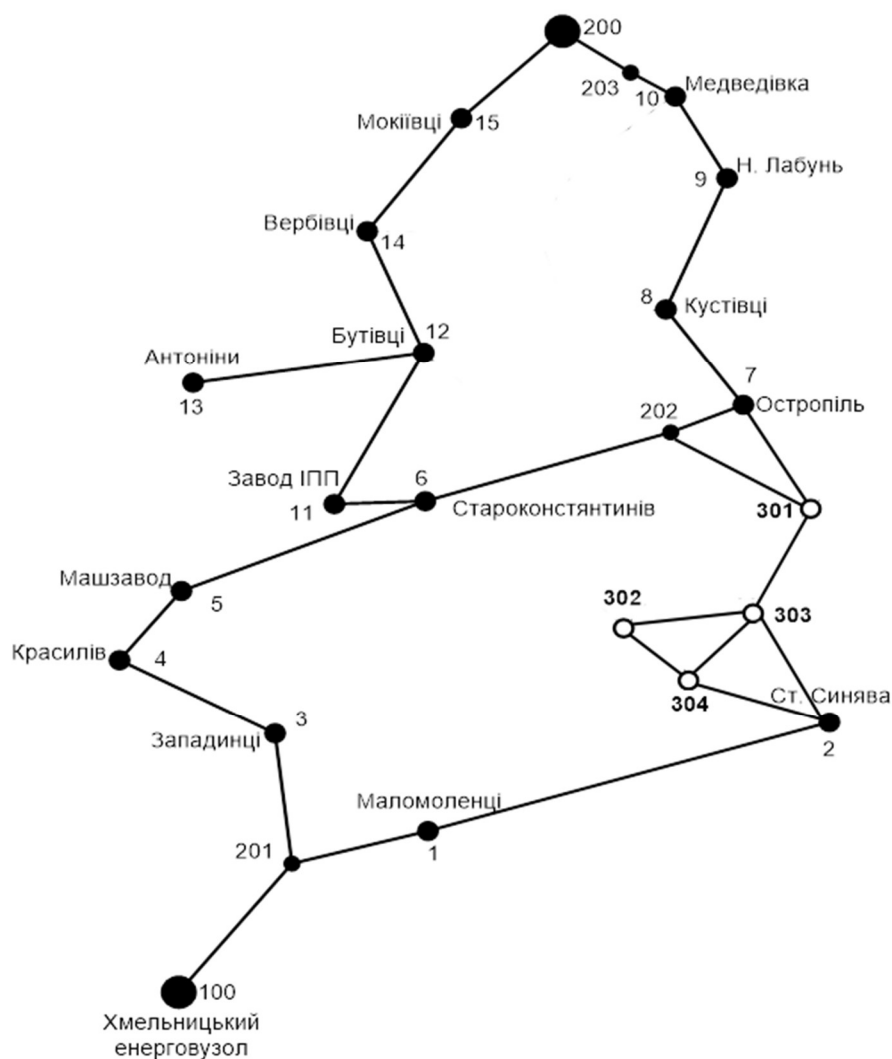 200
203
10
Медведівка
Мокіївці
15
9
Н. Лабунь
Вербівці
14
8
Кустівці
Бутівці
12
Антоніни
13
7
202
Остропіль
Завод ІПП
6
11
Староконстянтинів
301
Машзавод
5
302
303
Красилів
4
304
Ст. Синява
2
3
Западинці
Маломоленці
1
201
100
Хмельницький
енерговузол